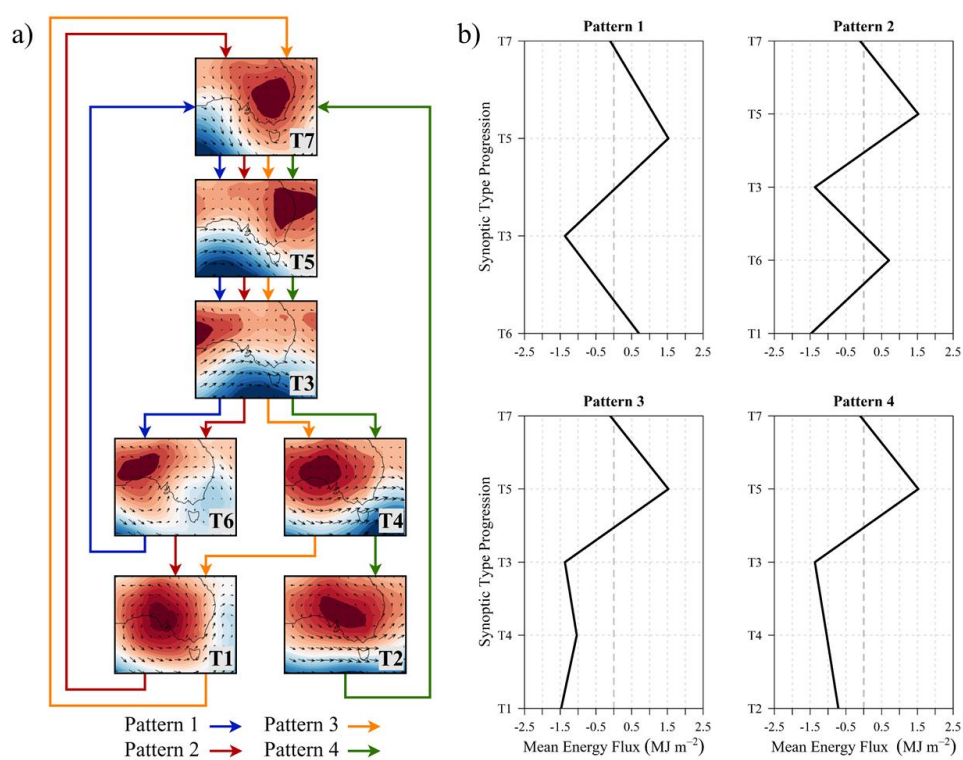 a)
T7
T5
T3
T6
T4
T1
T2
Pattern 1
Pattern 3
Pattern 2
Pattern 4
b)
Pattern 1
T7
T5
T3
T6
Synoptic Type Progression
-2.5
-1.5
-0.5
0.5
1.5
2.5
Pattern 2
T7
T5
T3
T6
T1
-2.5
-1.5
-0.5
0.5
1.5
2.5
Pattern 3
T7
T5
T3
T4
T1
Synoptic Type Progression
-2.5
-1.5
-0.5
0.5
1.5
2.5
Mean Energy Flux (MJ m⁻²)
Pattern 4
T7
T5
T3
T4
T2
-2.5
-1.5
-0.5
0.5
1.5
2.5
Mean Energy Flux (MJ m⁻²)